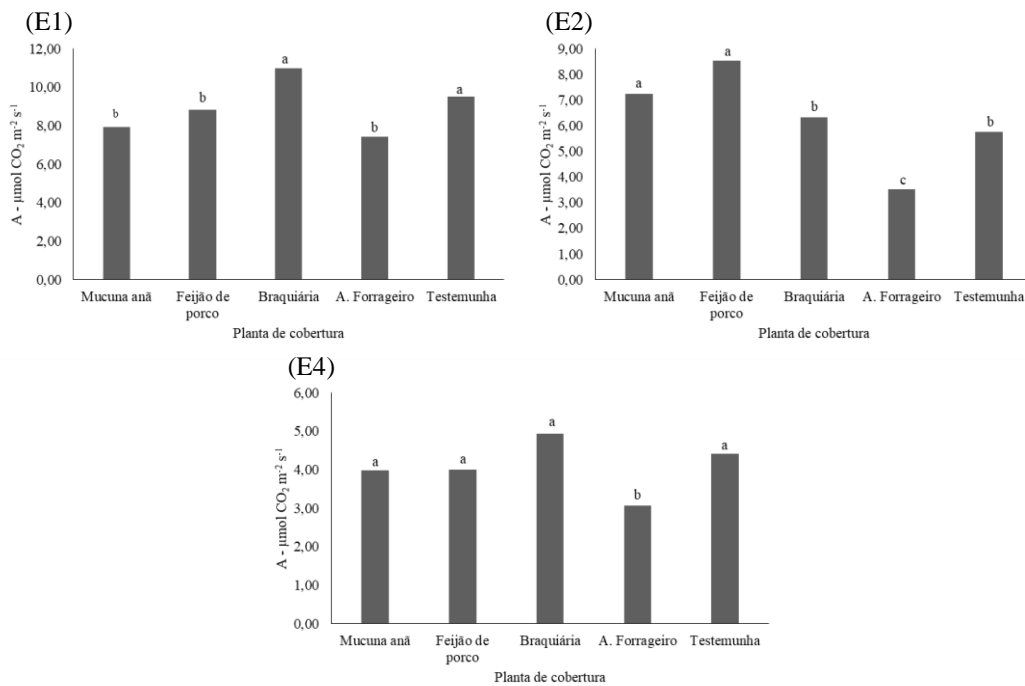 (E1)
12,00
10,00
8,00
6,00
4,00
2,00
0,00
A - µmol CO₂ m⁻² s⁻¹
b
b
a
b
a
Mucuna anã
Feijão de
porco
Braquiária
A. Forrageiro
Testemunha
Planta de cobertura
(E2)
9,00
8,00
7,00
6,00
5,00
4,00
3,00
2,00
1,00
0,00
A - µmol CO₂ m⁻² s⁻¹
a
a
b
c
b
Mucuna anã
Feijão de
porco
Braquiária
A. Forrageiro
Testemunha
Planta de cobertura
(E4)
6,00
5,00
4,00
3,00
2,00
1,00
0,00
A - µmol CO₂ m⁻² s⁻¹
a
a
a
b
a
Mucuna anã
Feijão de
porco
Braquiária
A. Forrageiro
Testemunha
Planta de cobertura